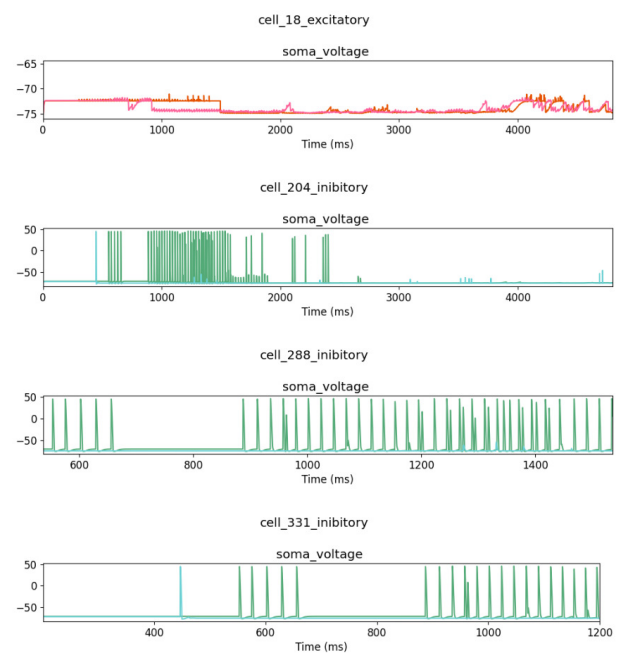 cell_18_excitatory
soma_voltage
−65
−70
−75
0 1000 2000 3000 4000
Time (ms)
cell_204_inibitory
soma_voltage
50
0
−50
0 1000 2000 3000 4000
Time (ms)
cell_288_inibitory
soma_voltage
50
0
−50
600 800 1000 1200 1400
Time (ms)
cell_331_inibitory
soma_voltage
50
0
−50
400 600 800 1000 1200
Time (ms)